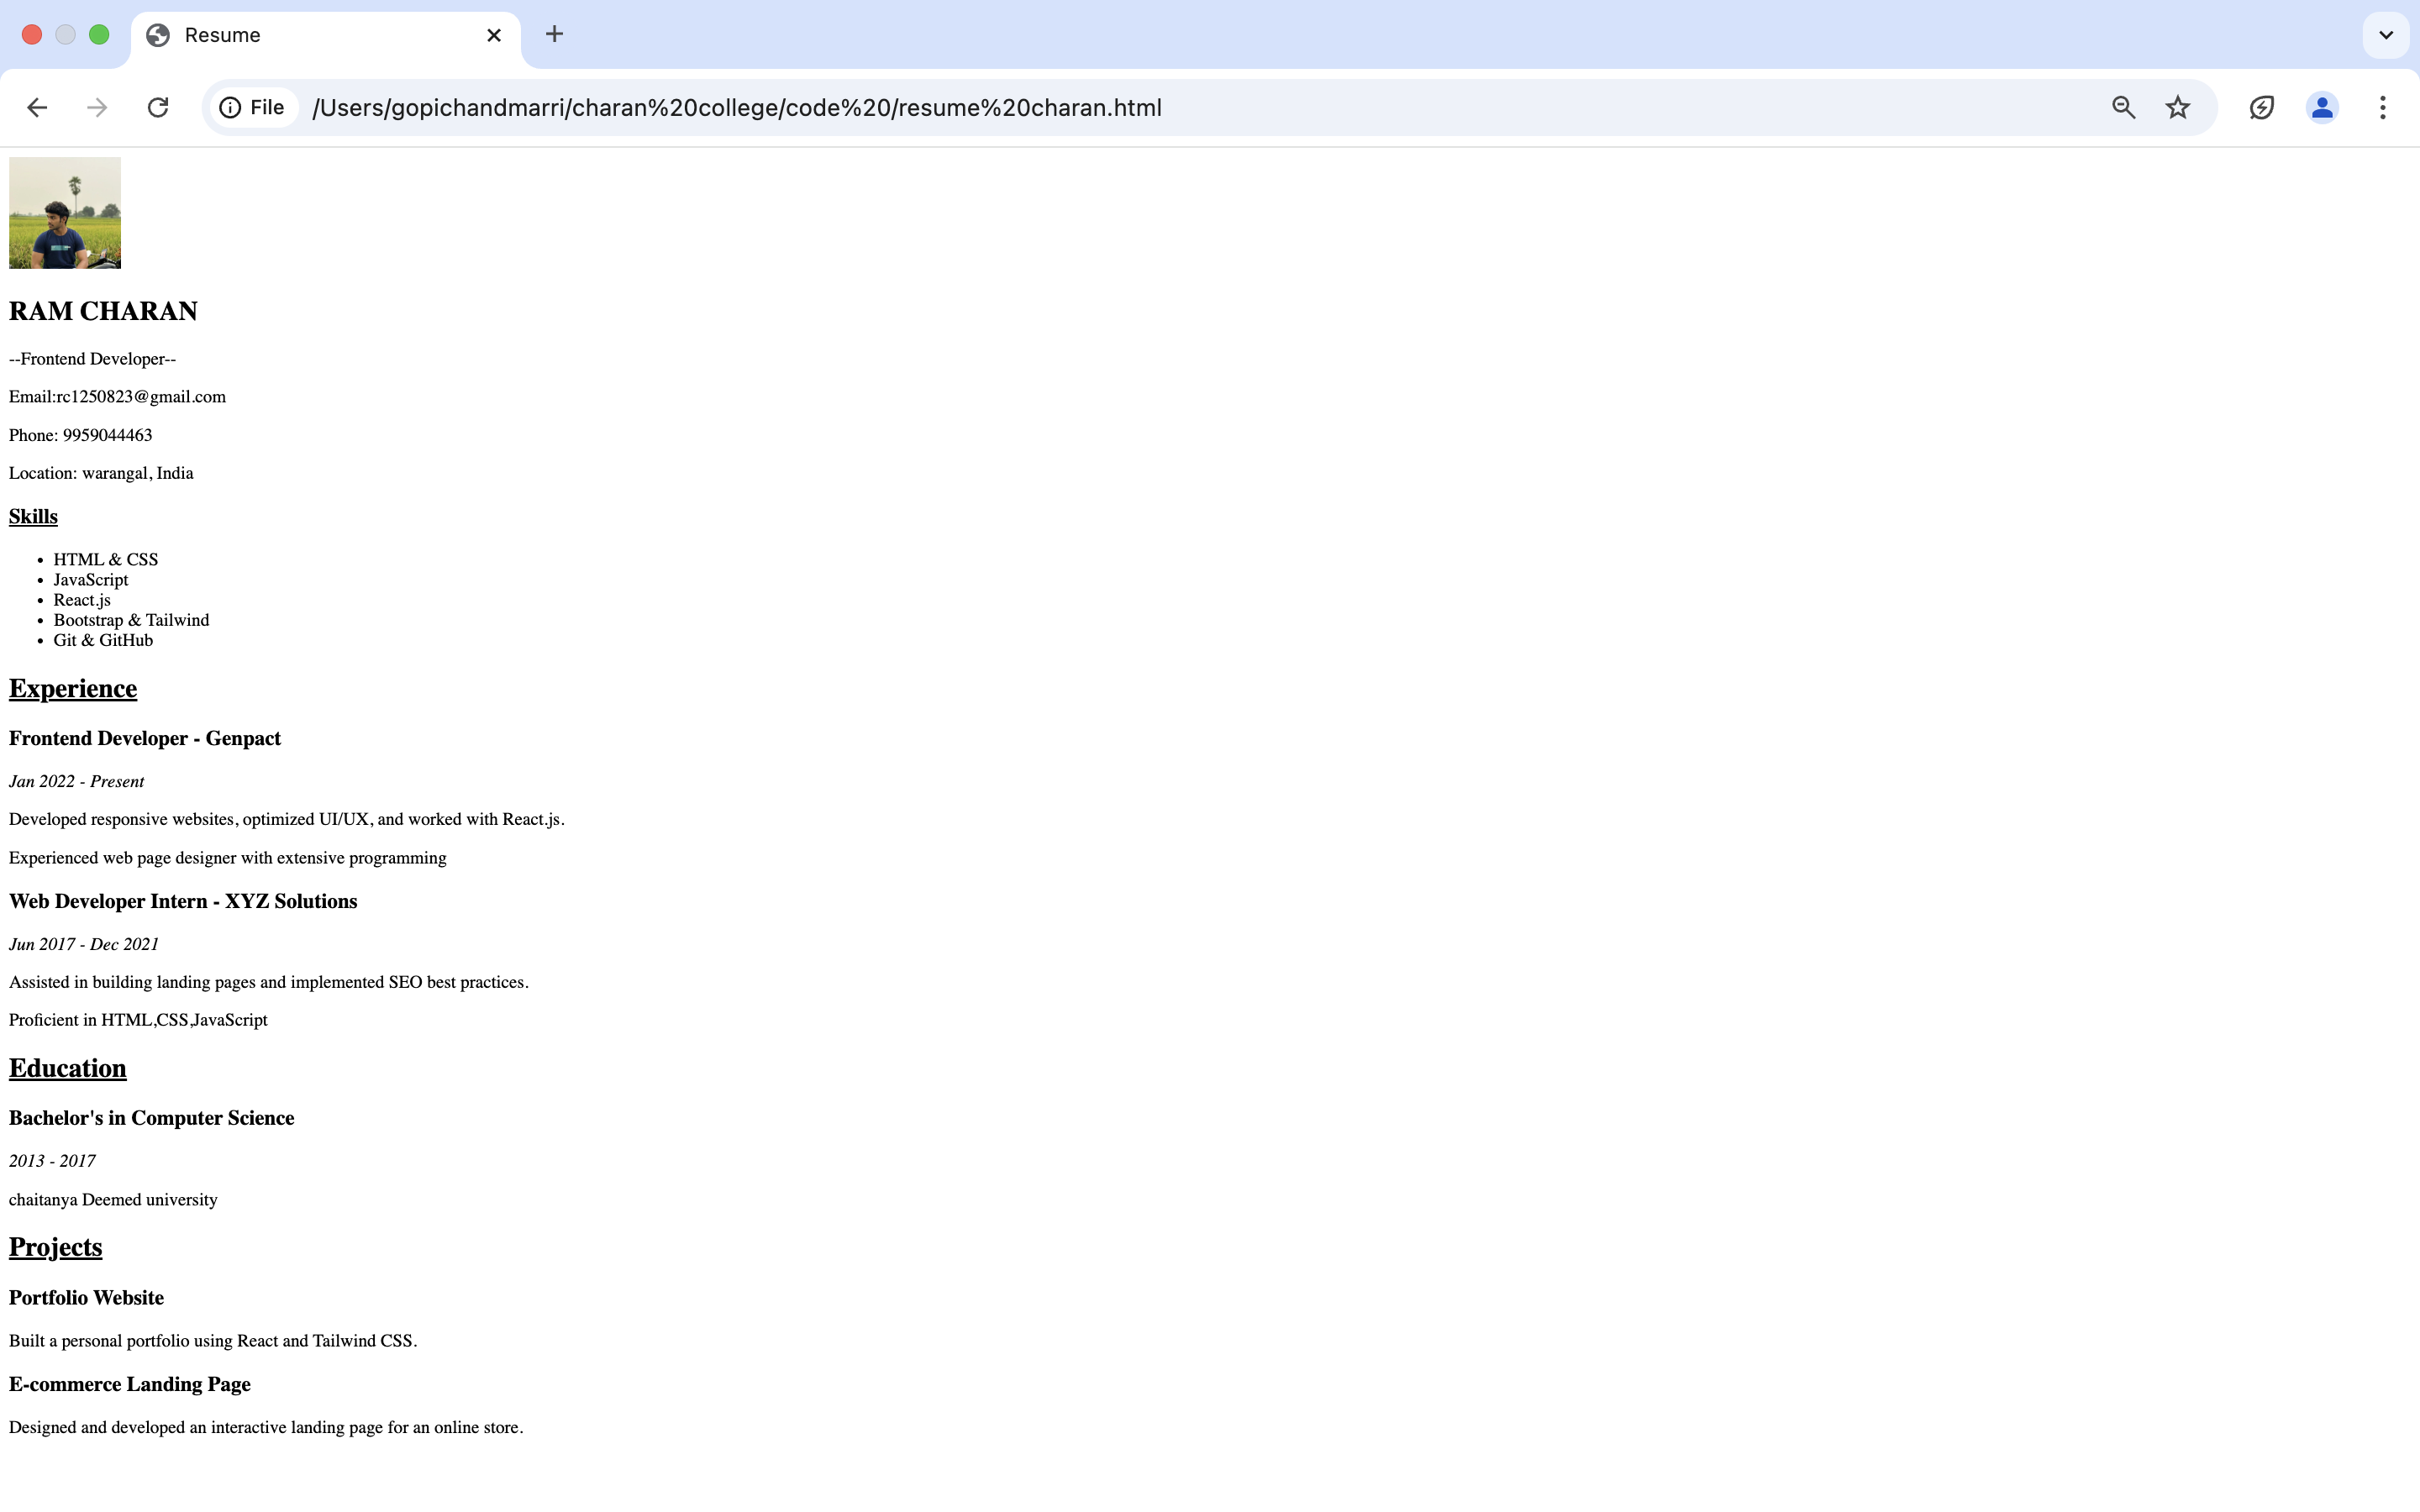 Resume
File
/Users/gopichandmarri/charan%20college/code%20/resume%20charan.html
RAM CHARAN
--Frontend Developer--
Email:rc1250823@gmail.com
Phone: 9959044463
Location: warangal, India
Skills
• HTML & CSS
• JavaScript
• React.js
• Bootstrap & Tailwind
• Git & GitHub
Experience
Frontend Developer - Genpact
Jan 2022 - Present
Developed responsive websites, optimized UI/UX, and worked with React.js.
Experienced web page designer with extensive programming
Web Developer Intern - XYZ Solutions
Jun 2017 - Dec 2021
Assisted in building landing pages and implemented SEO best practices.
Proficient in HTML,CSS,JavaScript
Education
Bachelor's in Computer Science
2013 - 2017
chaitanya Deemed university
Projects
Portfolio Website
Built a personal portfolio using React and Tailwind CSS.
E-commerce Landing Page
Designed and developed an interactive landing page for an online store.